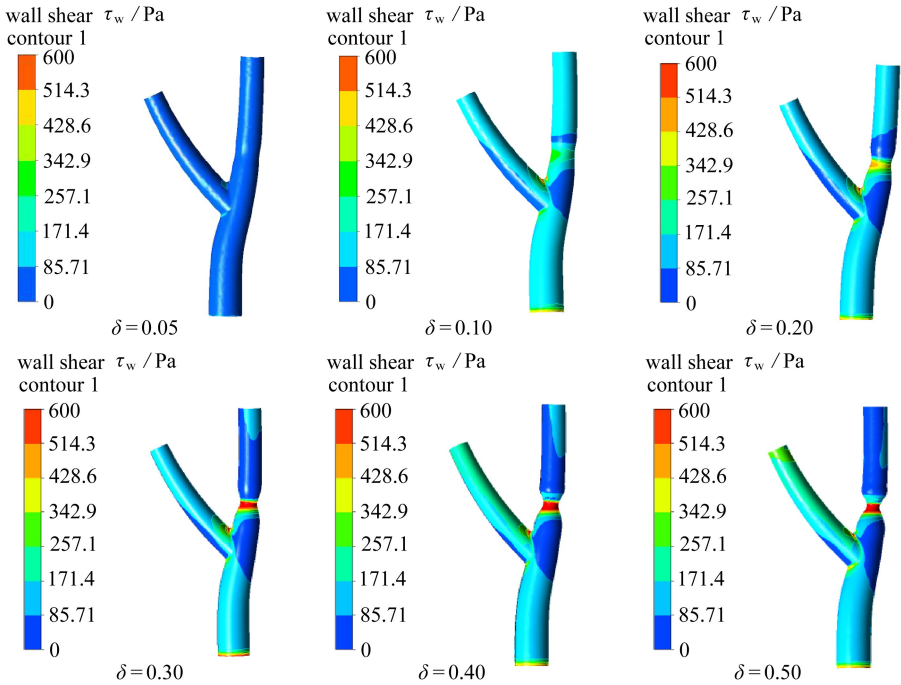 wall shear τw / Pa
contour 1
600
514.3
428.6
342.9
257.1
171.4
85.71
0
δ = 0.05
wall shear τw / Pa
contour 1
600
514.3
428.6
342.9
257.1
171.4
85.71
0
δ = 0.10
wall shear τw / Pa
contour 1
600
514.3
428.6
342.9
257.1
171.4
85.71
0
δ = 0.20
wall shear τw / Pa
contour 1
600
514.3
428.6
342.9
257.1
171.4
85.71
0
δ = 0.30
wall shear τw / Pa
contour 1
600
514.3
428.6
342.9
257.1
171.4
85.71
0
δ = 0.40
wall shear τw / Pa
contour 1
600
514.3
428.6
342.9
257.1
171.4
85.71
0
δ = 0.50